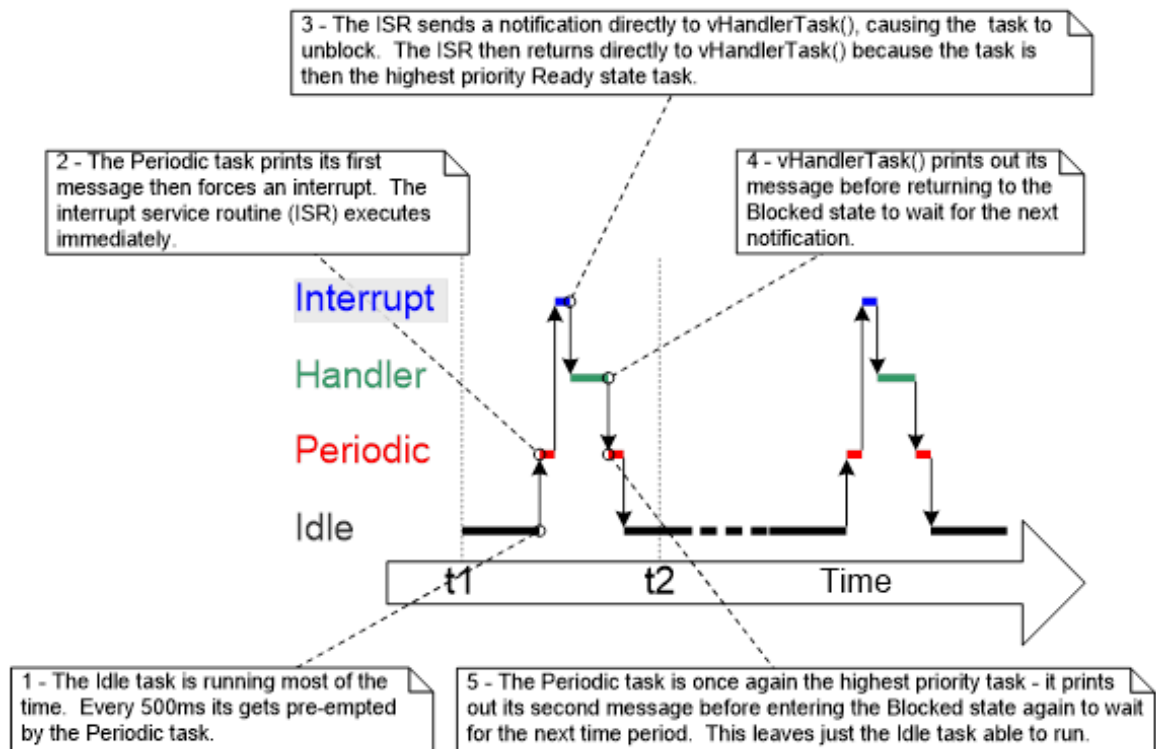 3 - The ISR sends a notification directly to vHandlerTask(), causing the task to
unblock. The ISR then returns directly to vHandlerTask() because the task is
then the highest priority Ready state task.
2 - The Periodic task prints its first
message then forces an interrupt. The
interrupt service routine (ISR) executes
immediately.
4 - vHandlerTask() prints out its
message before returning to the
Blocked state to wait for the next
notification.
Interrupt
Handler
Periodic
Idle
t1
t2
Time
1 - The Idle task is running most of the
time. Every 500ms its gets pre-empted
by the Periodic task.
5 - The Periodic task is once again the highest priority task - it prints
out its second message before entering the Blocked state again to wait
for the next time period. This leaves just the Idle task able to run.